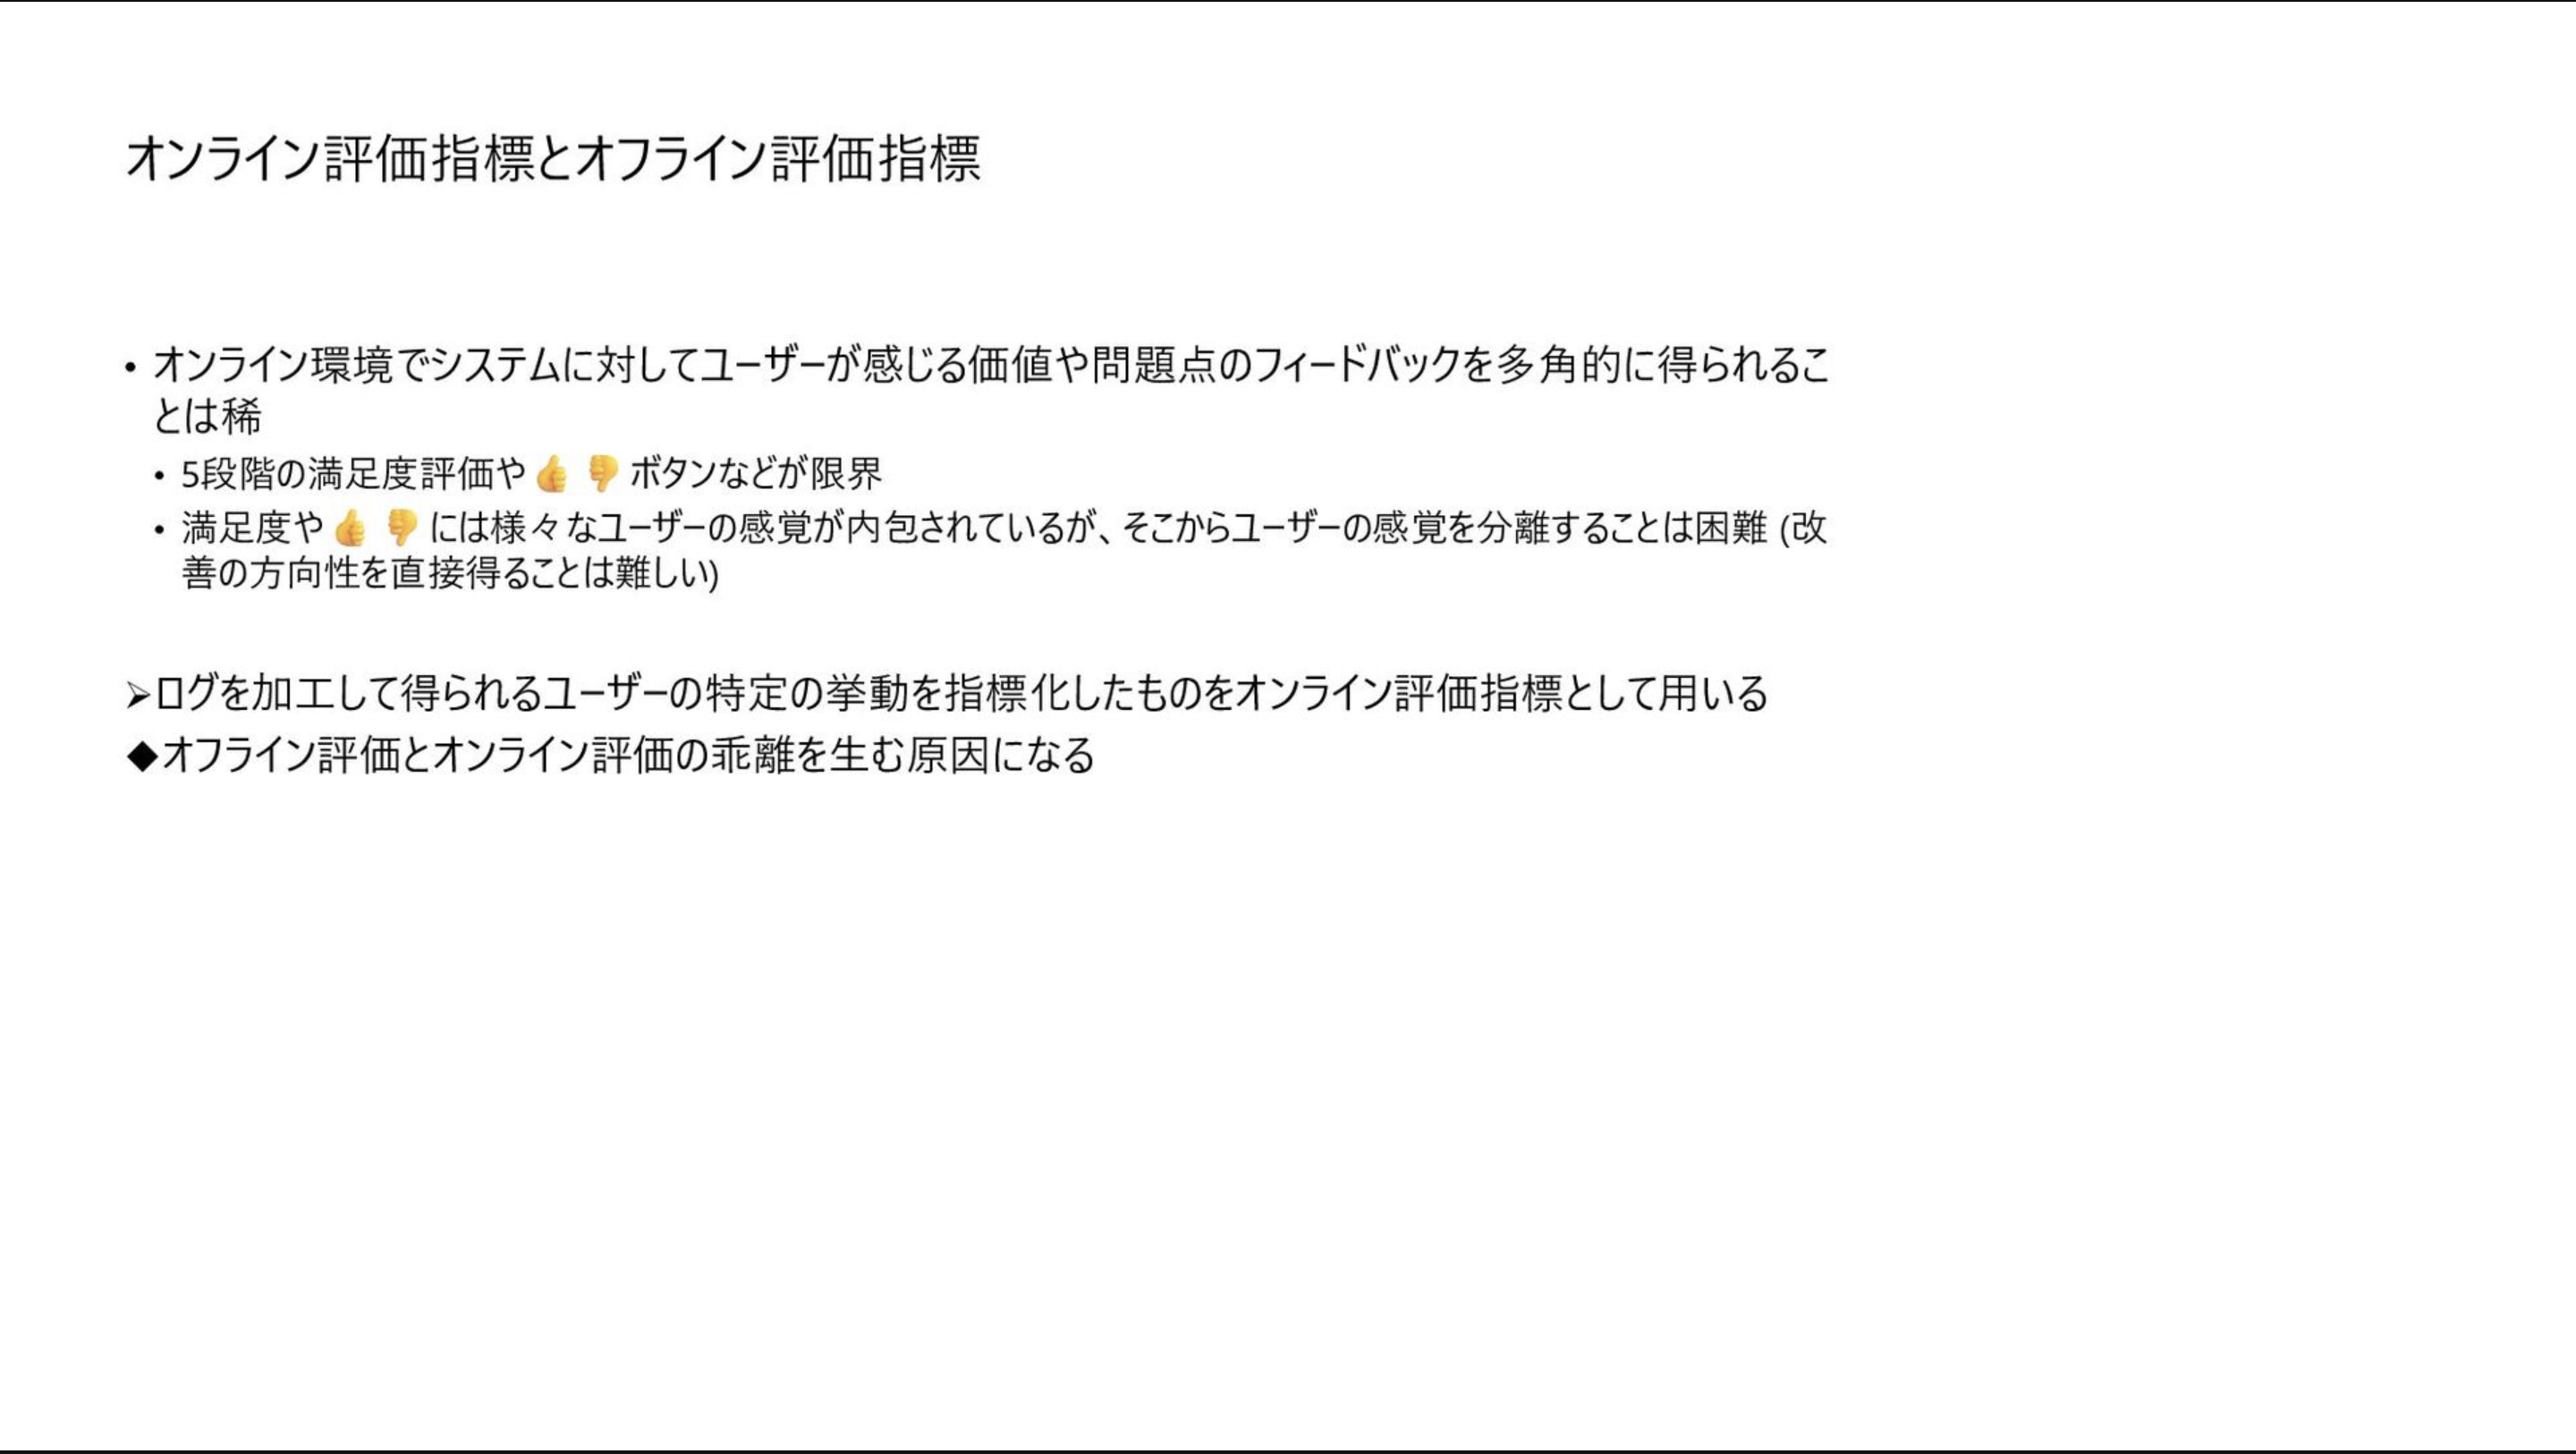 オンライン評価指標とオフライン評価指標
• オンライン環境でシステムに対してユーザーが感じる価値や問題点のフィードバックを多角的に得られるこ
とは稀
• 5段階の満足度評価や👍 👎 ボタンなどが限界
• 満足度や👍 👎 には様々なユーザーの感覚が内包されているが、そこからユーザーの感覚を分離することは困難 (改
善の方向性を直接得ることは難しい)
➢ログを加工して得られるユーザーの特定の挙動を指標化したものをオンライン評価指標として用いる
◆オフライン評価とオンライン評価の乖離を生む原因になる